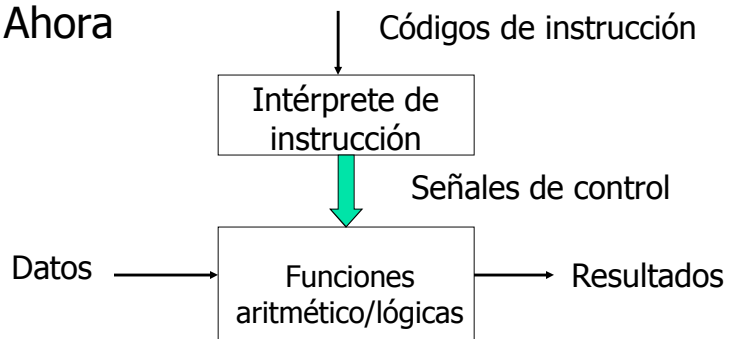 Ahora
Códigos de instrucción
Intérprete de
instrucción
Señales de control
Datos
Funciones
aritmético/lógicas
Resultados